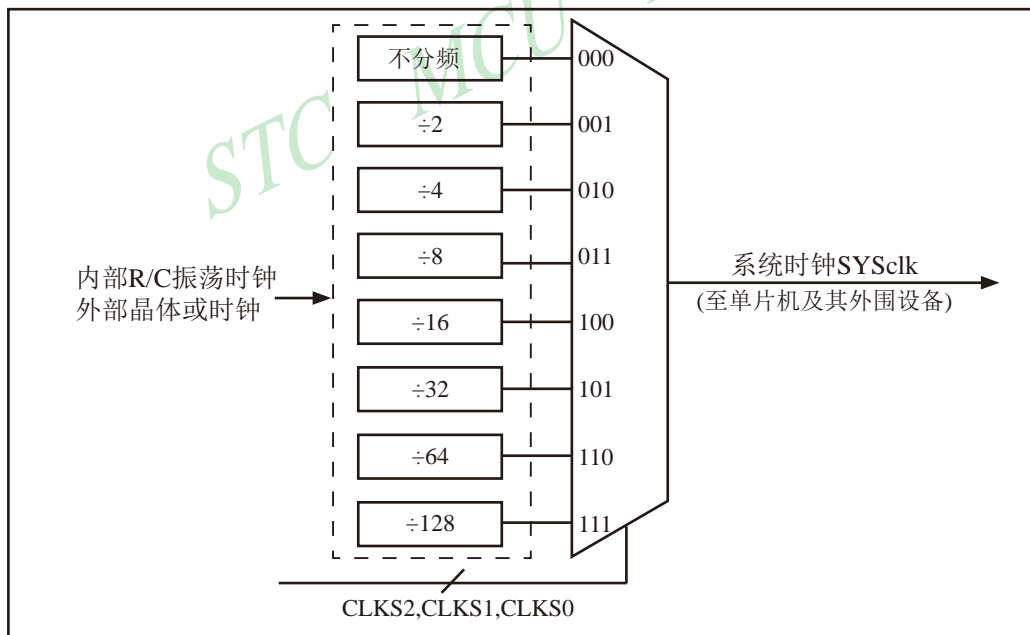 STC MCU
不分频
000
÷2
001
÷4
010
÷8
011
÷16
100
÷32
101
÷64
110
÷128
111
内部R/C振荡时钟
外部晶体或时钟
系统时钟SYSclk
(至单片机及其外围设备)
CLKS2,CLKS1,CLKS0